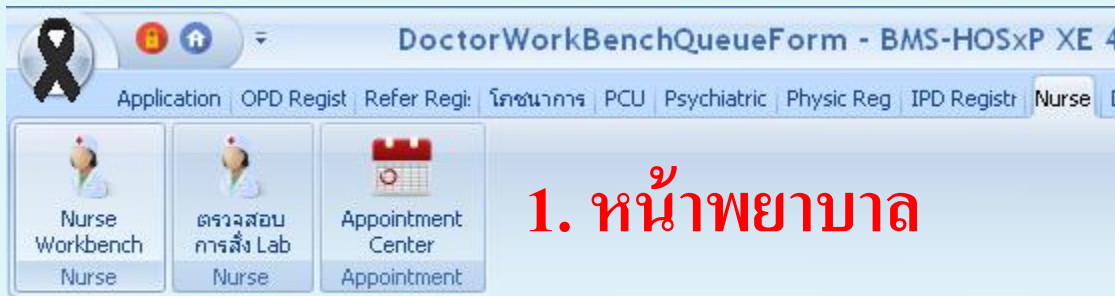 DoctorWorkBenchQueueForm - BMS-HOSxP XE 4
Application OPD Regist Refer Regi: โภชนาการ PCU Psychiatric Physic Reg IPD Registr Nurse
Nurse Workbench
Nurse
ตรวจสอบ การสั่ง Lab
Nurse
Appointment Center
Appointment
1. หน้าพยาบาล